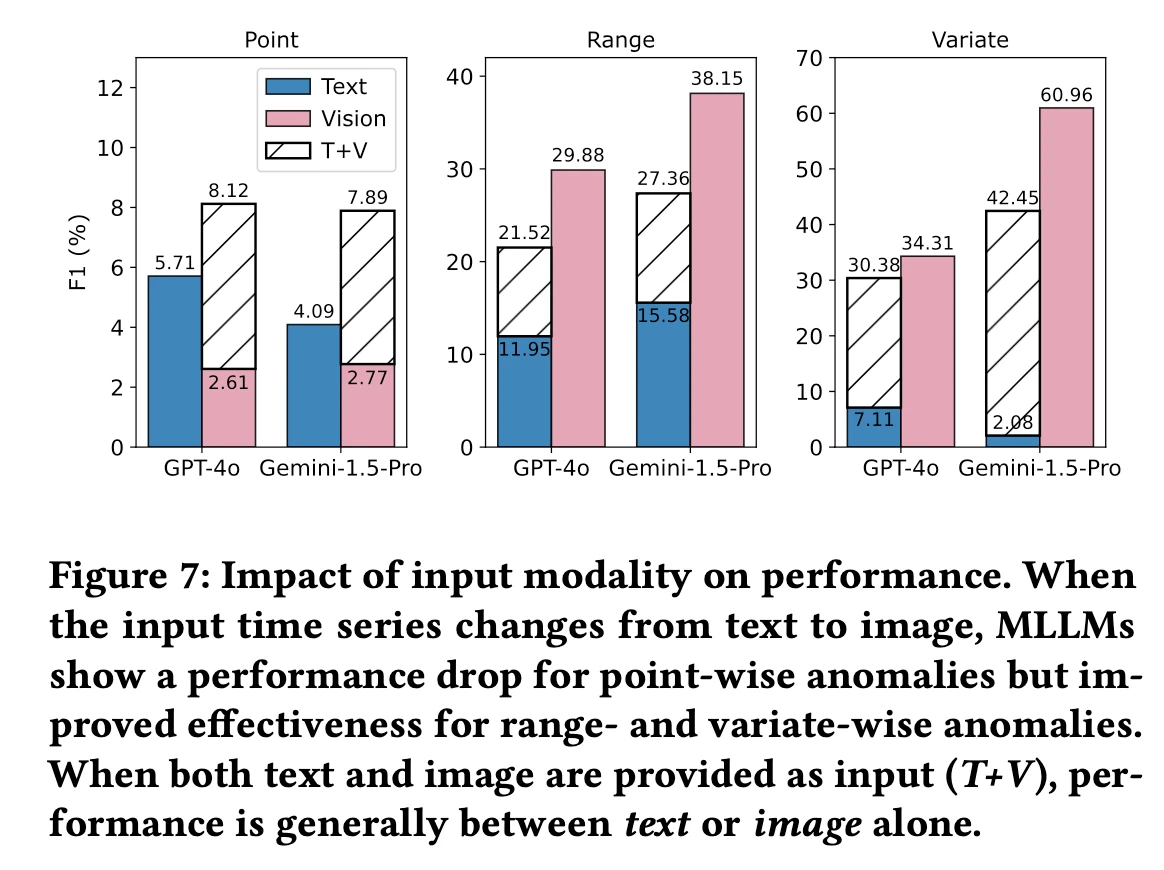 Point
Range
Variate
F1 (%)
12
10
8
6
4
2
0
Text
Vision
T+V
5.71
8.12
2.61
4.09
7.89
2.77
GPT-4o
Gemini-1.5-Pro
40
30
20
10
0
21.52
11.95
29.88
27.36
15.58
38.15
GPT-4o
Gemini-1.5-Pro
70
60
50
40
30
20
10
0
30.38
7.11
34.31
42.45
2.08
60.96
GPT-4o
Gemini-1.5-Pro
Figure 7: Impact of input modality on performance. When
the input time series changes from text to image, MLLMs
show a performance drop for point-wise anomalies but im-
proved effectiveness for range- and variate-wise anomalies.
When both text and image are provided as input (T+V), per-
formance is generally between text or image alone.